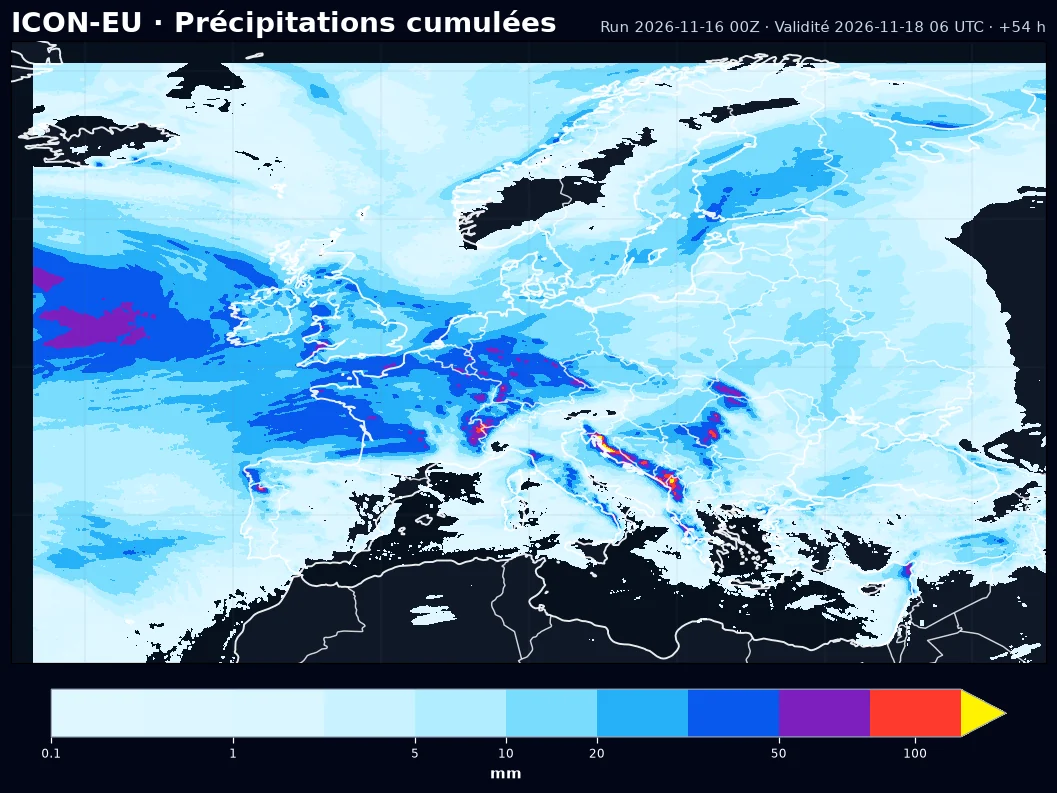 ICON-EU · Précipitations cumulées
Run 2026-11-16 00Z · Validité 2026-11-18 06 UTC · +54 h
0.1 1 5 10 20 50 100
mm